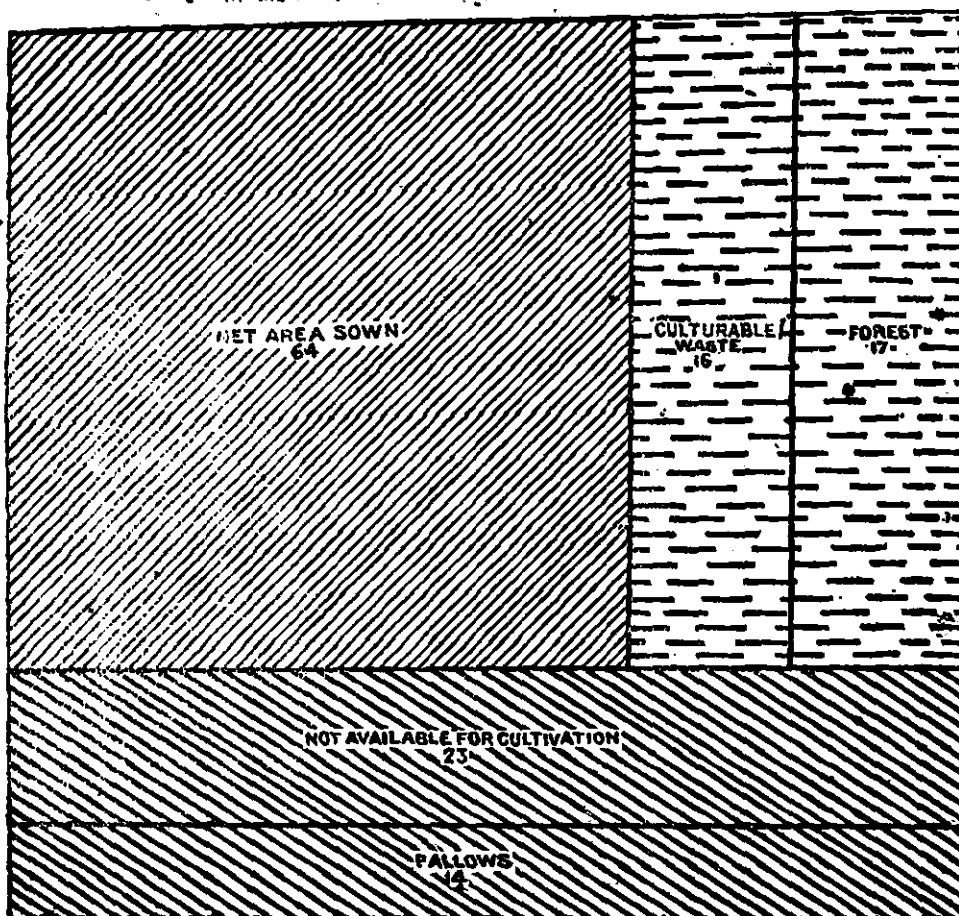 NET AREA SOWN
64
CULTURABLE
WASTE
16
FOREST
17
NOT AVAILABLE FOR CULTIVATION
23
FALLOWS
14